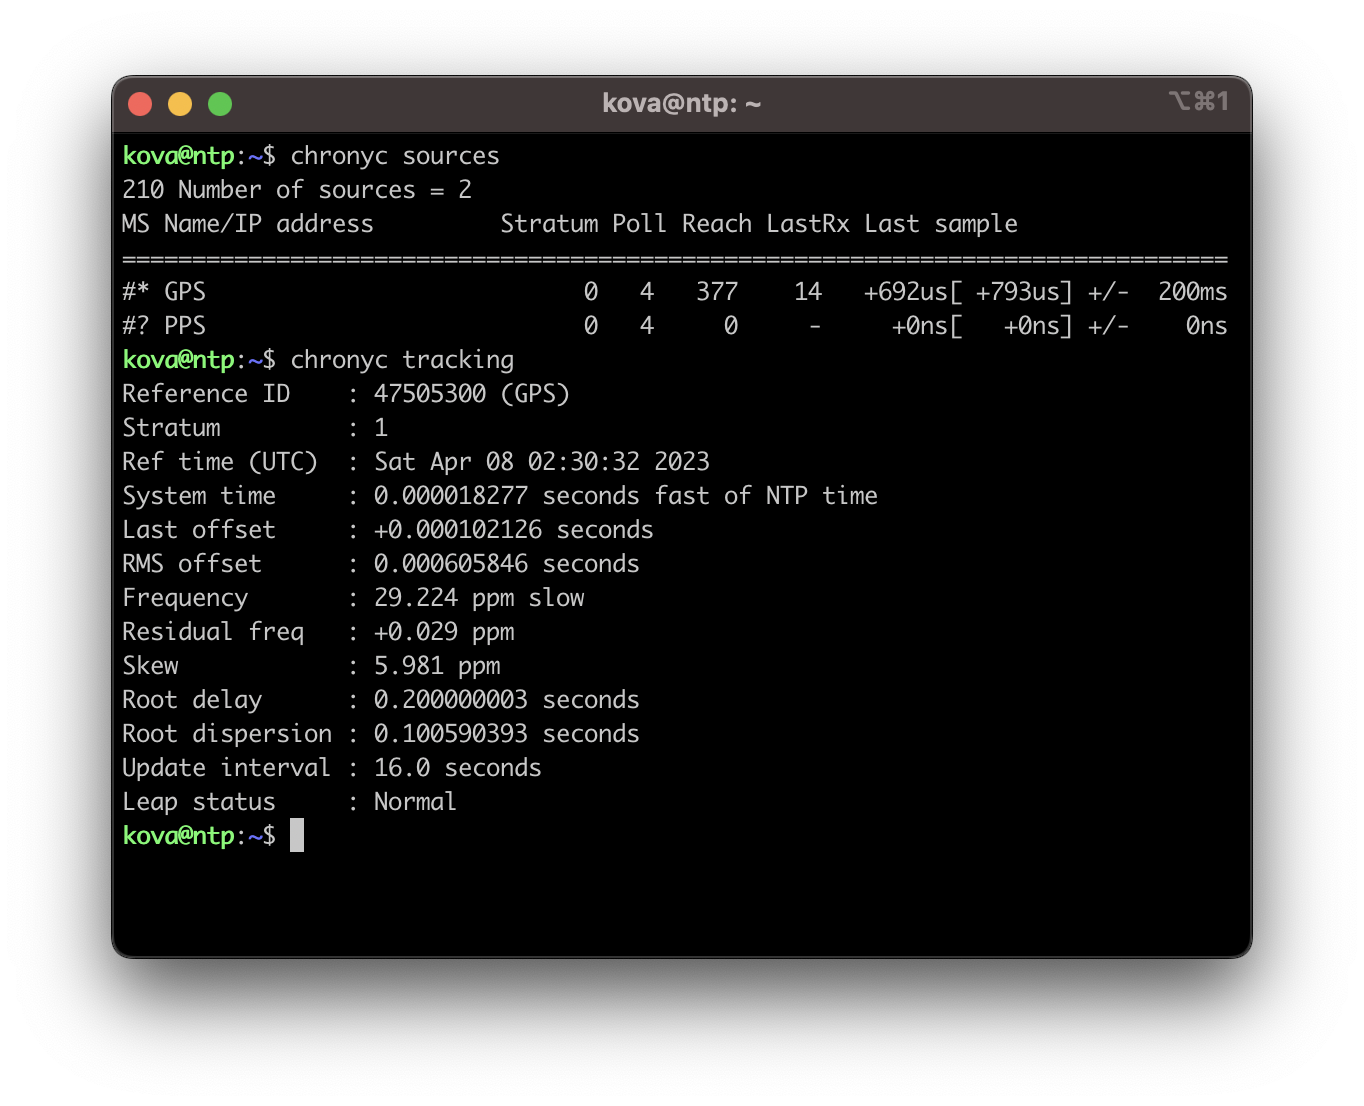 kova@ntp: ~ ⌥⌘1
kova@ntp:~$ chronyc sources
210 Number of sources = 2
MS Name/IP address         Stratum Poll Reach LastRx Last sample
===============================================================================
#* GPS                           0   4   377    14   +692us[ +793us] +/-  200ms
#? PPS                           0   4     0     -     +0ns[   +0ns] +/-    0ns
kova@ntp:~$ chronyc tracking
Reference ID    : 47505300 (GPS)
Stratum         : 1
Ref time (UTC)  : Sat Apr 08 02:30:32 2023
System time     : 0.000018277 seconds fast of NTP time
Last offset     : +0.000102126 seconds
RMS offset      : 0.000605846 seconds
Frequency       : 29.224 ppm slow
Residual freq   : +0.029 ppm
Skew            : 5.981 ppm
Root delay      : 0.200000003 seconds
Root dispersion : 0.100590393 seconds
Update interval : 16.0 seconds
Leap status     : Normal
kova@ntp:~$